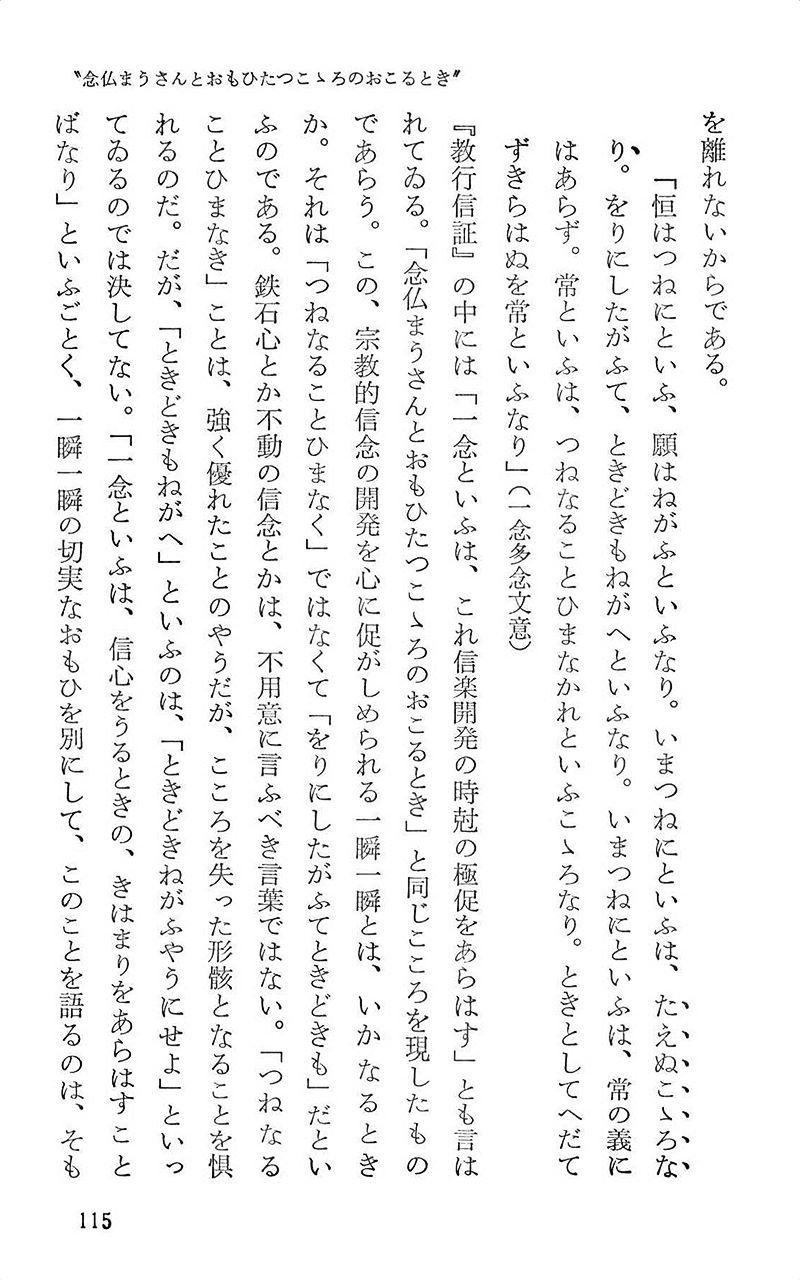 〝念仏まうさんとおもひたつこゝろのおこるとき〟
を離れないからである。
「恒はつねにといふ、願はねがふといふなり。いまつねにといふは、たえぬこゝろな
り。をりにしたがふて、ときどきもねがへといふなり。いまつねにといふは、常の義に
はあらず。常といふは、つねなることひまなかれといふこゝろなり。ときとしてへだて
ずきらはぬを常といふなり」(一念多念文意)
『教行信証』の中には「一念といふは、これ信楽開発の時尅の極促をあらはす」とも言は
れてゐる。「念仏まうさんとおもひたつこゝろのおこるとき」と同じこころを現したもの
であらう。この、宗教的信念の開発を心に促がしめられる一瞬一瞬とは、いかなるとき
か。それは「つねなることひまなく」ではなくて「をりにしたがふてときどきも」だとい
ふのである。鉄石心とか不動の信念とかは、不用意に言ふべき言葉ではない。「つねなる
ことひまなき」ことは、強く優れたことのやうだが、こころを失った形骸となることを惧
れるのだ。だが、「ときどきもねがへ」といふのは、「ときどきねがふやうにせよ」といっ
てゐるのでは決してない。「一念といふは、信心をうるときの、きはまりをあらはすこと
ばなり」といふごとく、一瞬一瞬の切実なおもひを別にして、このことを語るのは、そも
115